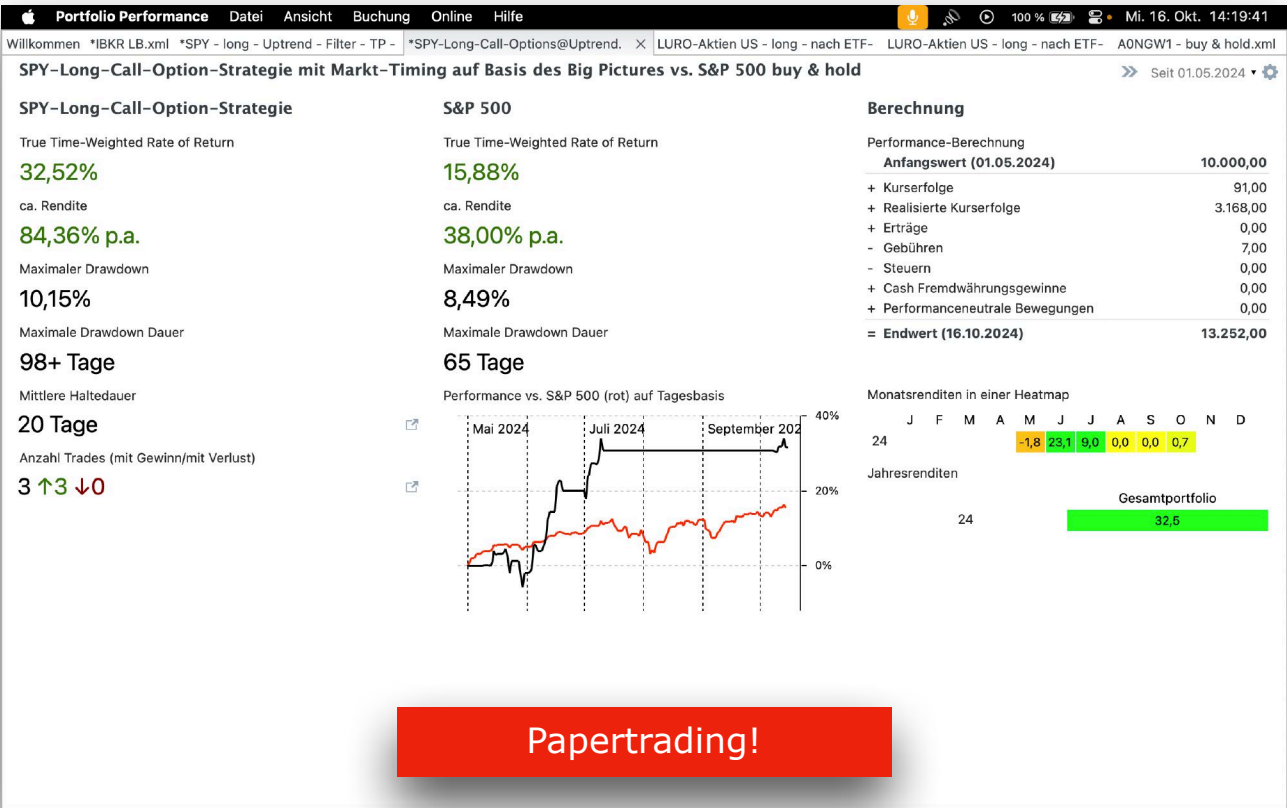 Portfolio Performance Datei Ansicht Buchung Online Hilfe 100 % Mi. 16. Okt. 14:19:41
Willkommen *IBKR LB.xml *SPY - long - Uptrend - Filter - TP - *SPY-Long-Call-Options@Uptrend. LURO-Aktien US - long - nach ETF- LURO-Aktien US - long - nach ETF- A0NGW1 - buy & hold.xml
SPY-Long-Call-Option-Strategie mit Markt-Timing auf Basis des Big Pictures vs. S&P 500 buy & hold
Seit 01.05.2024
SPY-Long-Call-Option-Strategie
True Time-Weighted Rate of Return
32,52%
ca. Rendite
84,36% p.a.
Maximaler Drawdown
10,15%
Maximale Drawdown Dauer
98+ Tage
Mittlere Haltedauer
20 Tage
Anzahl Trades (mit Gewinn/mit Verlust)
3 ↑3 ↓0
S&P 500
True Time-Weighted Rate of Return
15,88%
ca. Rendite
38,00% p.a.
Maximaler Drawdown
8,49%
Maximale Drawdown Dauer
65 Tage
Performance vs. S&P 500 (rot) auf Tagesbasis
Mai 2024 Juli 2024 September 202
40%
20%
0%
Berechnung
Performance-Berechnung
Anfangswert (01.05.2024) 10.000,00
+ Kurserfolge 91,00
+ Realisierte Kurserfolge 3.168,00
+ Erträge 0,00
- Gebühren 7,00
- Steuern 0,00
+ Cash Fremdwährungsgewinne 0,00
+ Performanceneutrale Bewegungen 0,00
= Endwert (16.10.2024) 13.252,00
Monatsrenditen in einer Heatmap
J F M A M J J A S O N D
24 -1,8 23,1 9,0 0,0 0,0 0,7
Jahresrenditen
Gesamtportfolio
24 32,5
Papertrading!